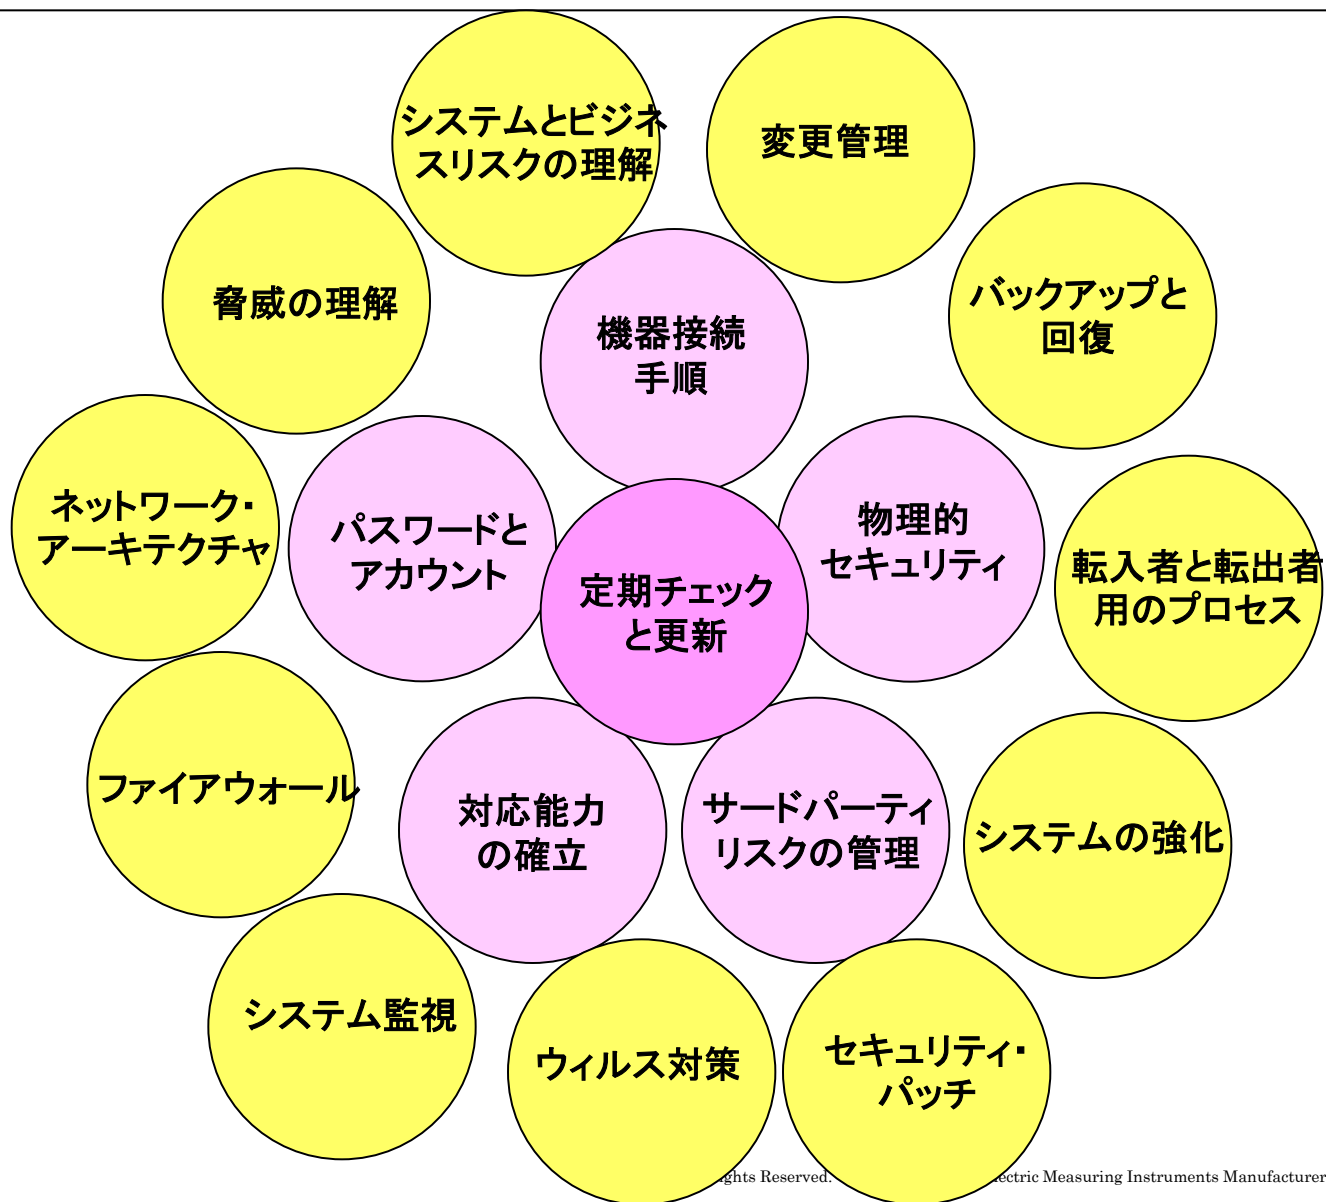 システムとビジネ
スリスクの理解
変更管理
脅威の理解
バックアップと
回復
機器接続
手順
ネットワーク・
アーキテクチャ
パスワードと
アカウント
物理的
セキュリティ
転入者と転出者
用のプロセス
定期チェック
と更新
ファイアウォール
対応能力
の確立
サードパーティ
リスクの管理
システムの強化
システム監視
ウィルス対策
セキュリティ・
パッチ
Reserved. Measuring Instruments